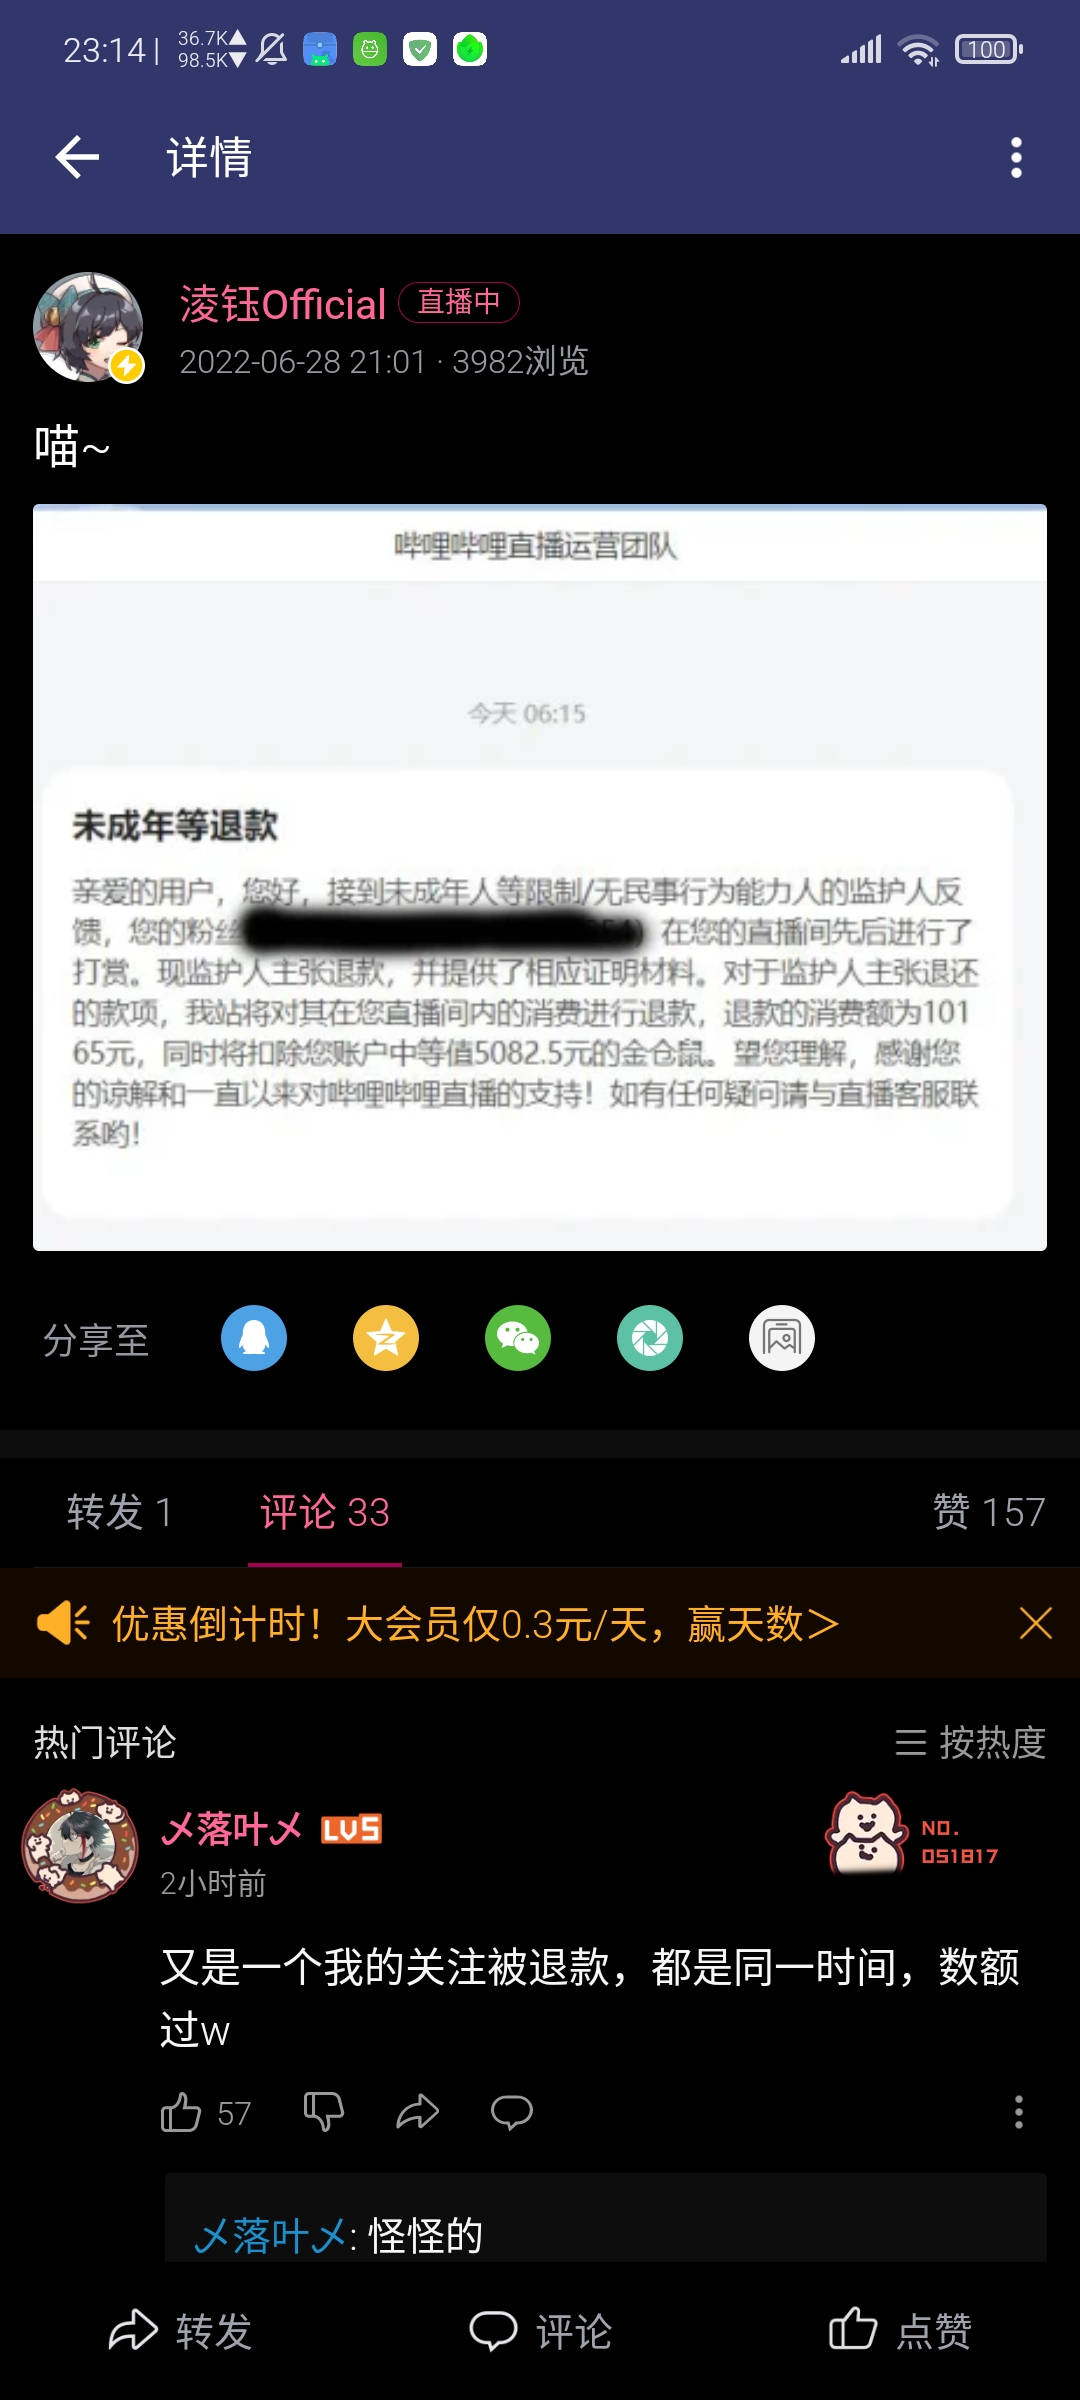 23:14
36.7K
98.5K
100
详情
淩钰Official 直播中
2022-06-28 21:01 · 3982浏览
喵~
哔哩哔哩直播运营团队
今天 06:15
未成年等退款
亲爱的用户，您好，接到未成年人等限制/无民事行为能力人的监护人反
馈，您的粉丝 在您的直播间先后进行了
打赏。现监护人主张退款，并提供了相应证明材料。对于监护人主张退还
的款项，我站将对其在您直播间内的消费进行退款，退款的消费额为101
65元，同时将扣除您账户中等值5082.5元的金仓鼠。望您理解，感谢您
的谅解和一直以来对哔哩哔哩直播的支持！如有任何疑问请与直播客服联
系哟！
分享至
转发 1 评论 33 赞 157
优惠倒计时！大会员仅0.3元/天，赢天数＞
热门评论 按热度
乄落叶乄 LV5
NO.
051817
2小时前
又是一个我的关注被退款，都是同一时间，数额
过w
57
乄落叶乄: 怪怪的
转发 评论 点赞